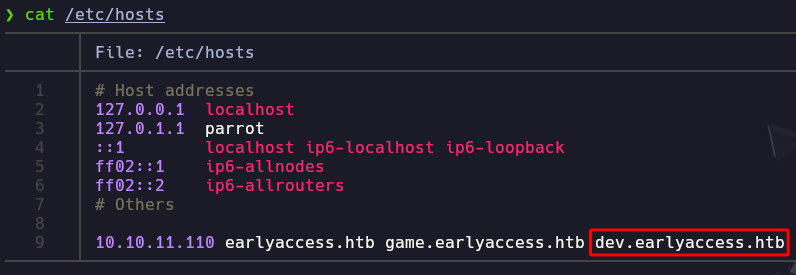 ❯ cat /etc/hosts
File: /etc/hosts
1 # Host addresses
2 127.0.0.1 localhost
3 127.0.1.1 parrot
4 ::1 localhost ip6-localhost ip6-loopback
5 ff02::1 ip6-allnodes
6 ff02::2 ip6-allrouters
7 # Others
8
9 10.10.11.110 earlyaccess.htb game.earlyaccess.htb dev.earlyaccess.htb